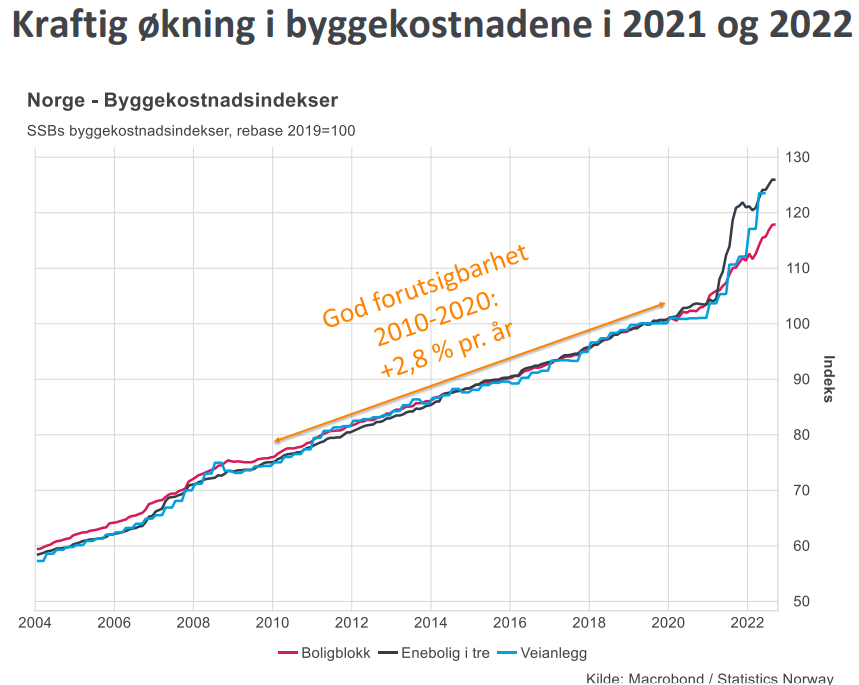 Kraftig økning i byggekostnadene i 2021 og 2022
Norge - Byggekostnadsindekser
SSBs byggekostnadsindekser, rebase 2019=100
130
120
110
100
90
80
70
60
50
Indeks
God forutsigbarhet
2010-2020:
+2,8 % pr. år
2004 2006 2008 2010 2012 2014 2016 2018 2020 2022
Boligblokk Enebolig i tre Veianlegg
Kilde: Macrobond / Statistics Norway